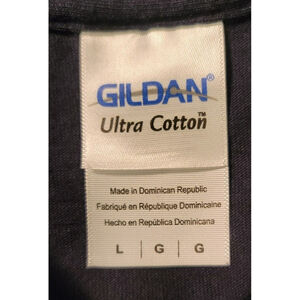 GILDAN®
Ultra Cotton™
Made in Dominican Republic
Fabriqué en République Dominicaine
Hecho en República Dominicana
L | G | G